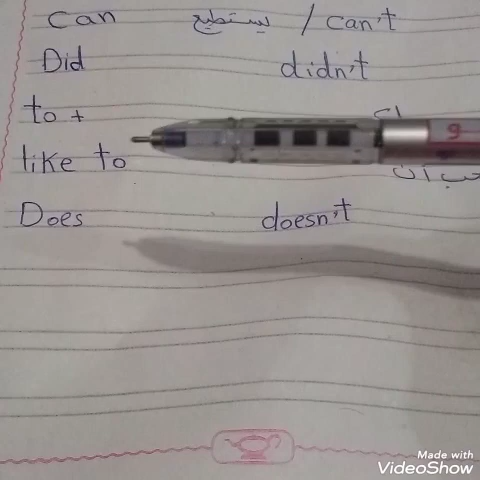 Can يستطيع / can't
Did didn't
to +
like to
Does doesn't
Made with
VideoShow